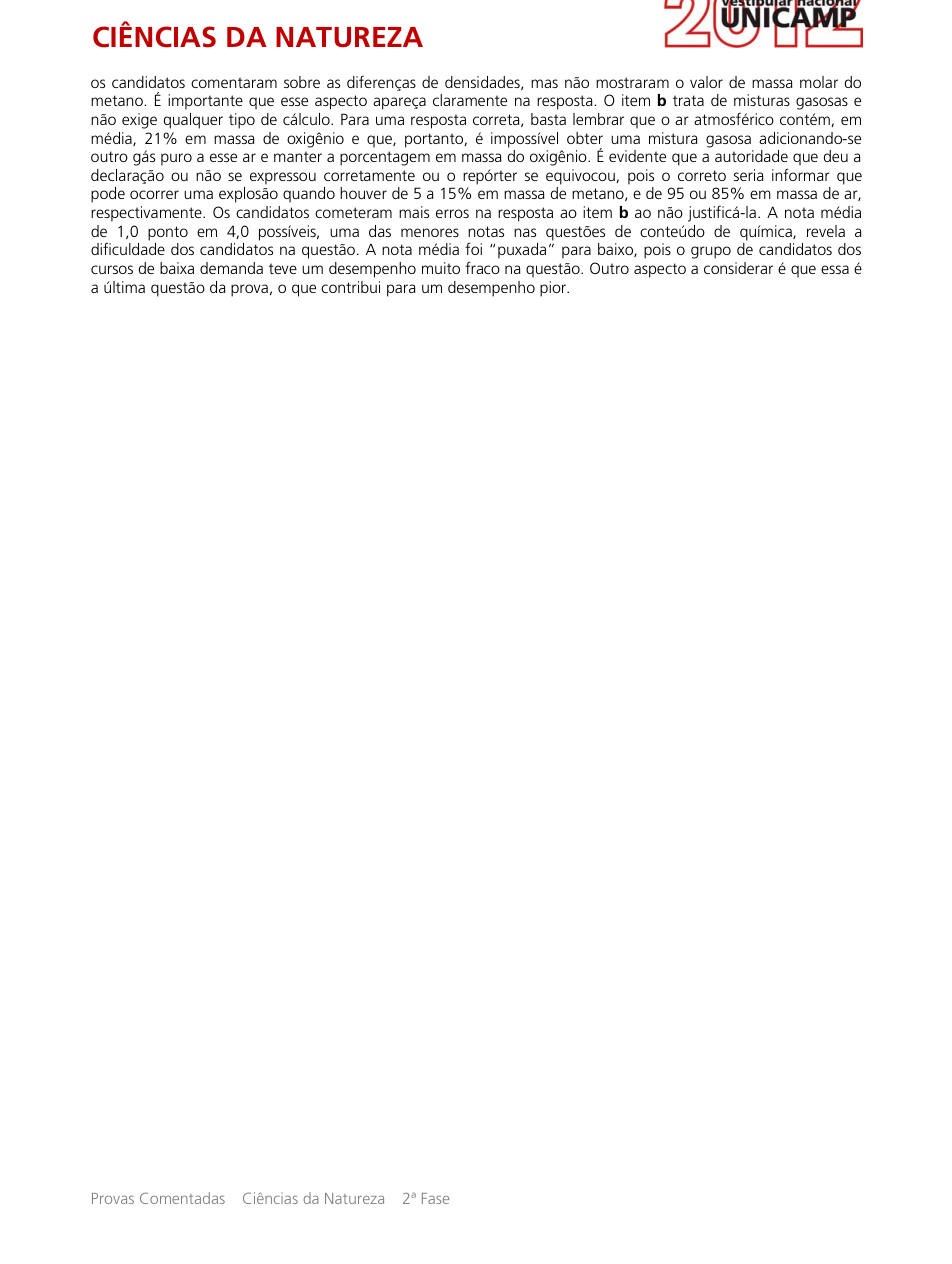 vestibular nacional
2012
UNICAMP
CIÊNCIAS DA NATUREZA
os candidatos comentaram sobre as diferenças de densidades, mas não mostraram o valor de massa molar do
metano. É importante que esse aspecto apareça claramente na resposta. O item b trata de misturas gasosas e
não exige qualquer tipo de cálculo. Para uma resposta correta, basta lembrar que o ar atmosférico contém, em
média, 21% em massa de oxigênio e que, portanto, é impossível obter uma mistura gasosa adicionando-se
outro gás puro a esse ar e manter a porcentagem em massa do oxigênio. É evidente que a autoridade que deu a
declaração ou não se expressou corretamente ou o repórter se equivocou, pois o correto seria informar que
pode ocorrer uma explosão quando houver de 5 a 15% em massa de metano, e de 95 ou 85% em massa de ar,
respectivamente. Os candidatos cometeram mais erros na resposta ao item b ao não justificá-la. A nota média
de 1,0 ponto em 4,0 possíveis, uma das menores notas nas questões de conteúdo de química, revela a
dificuldade dos candidatos na questão. A nota média foi “puxada” para baixo, pois o grupo de candidatos dos
cursos de baixa demanda teve um desempenho muito fraco na questão. Outro aspecto a considerar é que essa é
a última questão da prova, o que contribui para um desempenho pior.
Provas Comentadas Ciências da Natureza 2ª Fase